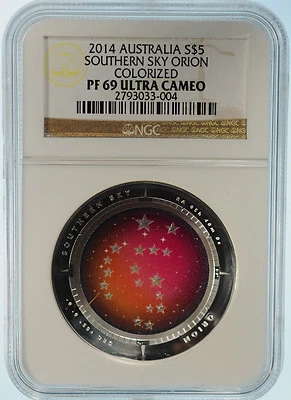 2014 AUSTRALIA S$5
SOUTHERN SKY ORION
COLORIZED
PF 69 ULTRA CAMEO
2793033-004
NGC
SOUTHERN SKY
ORION